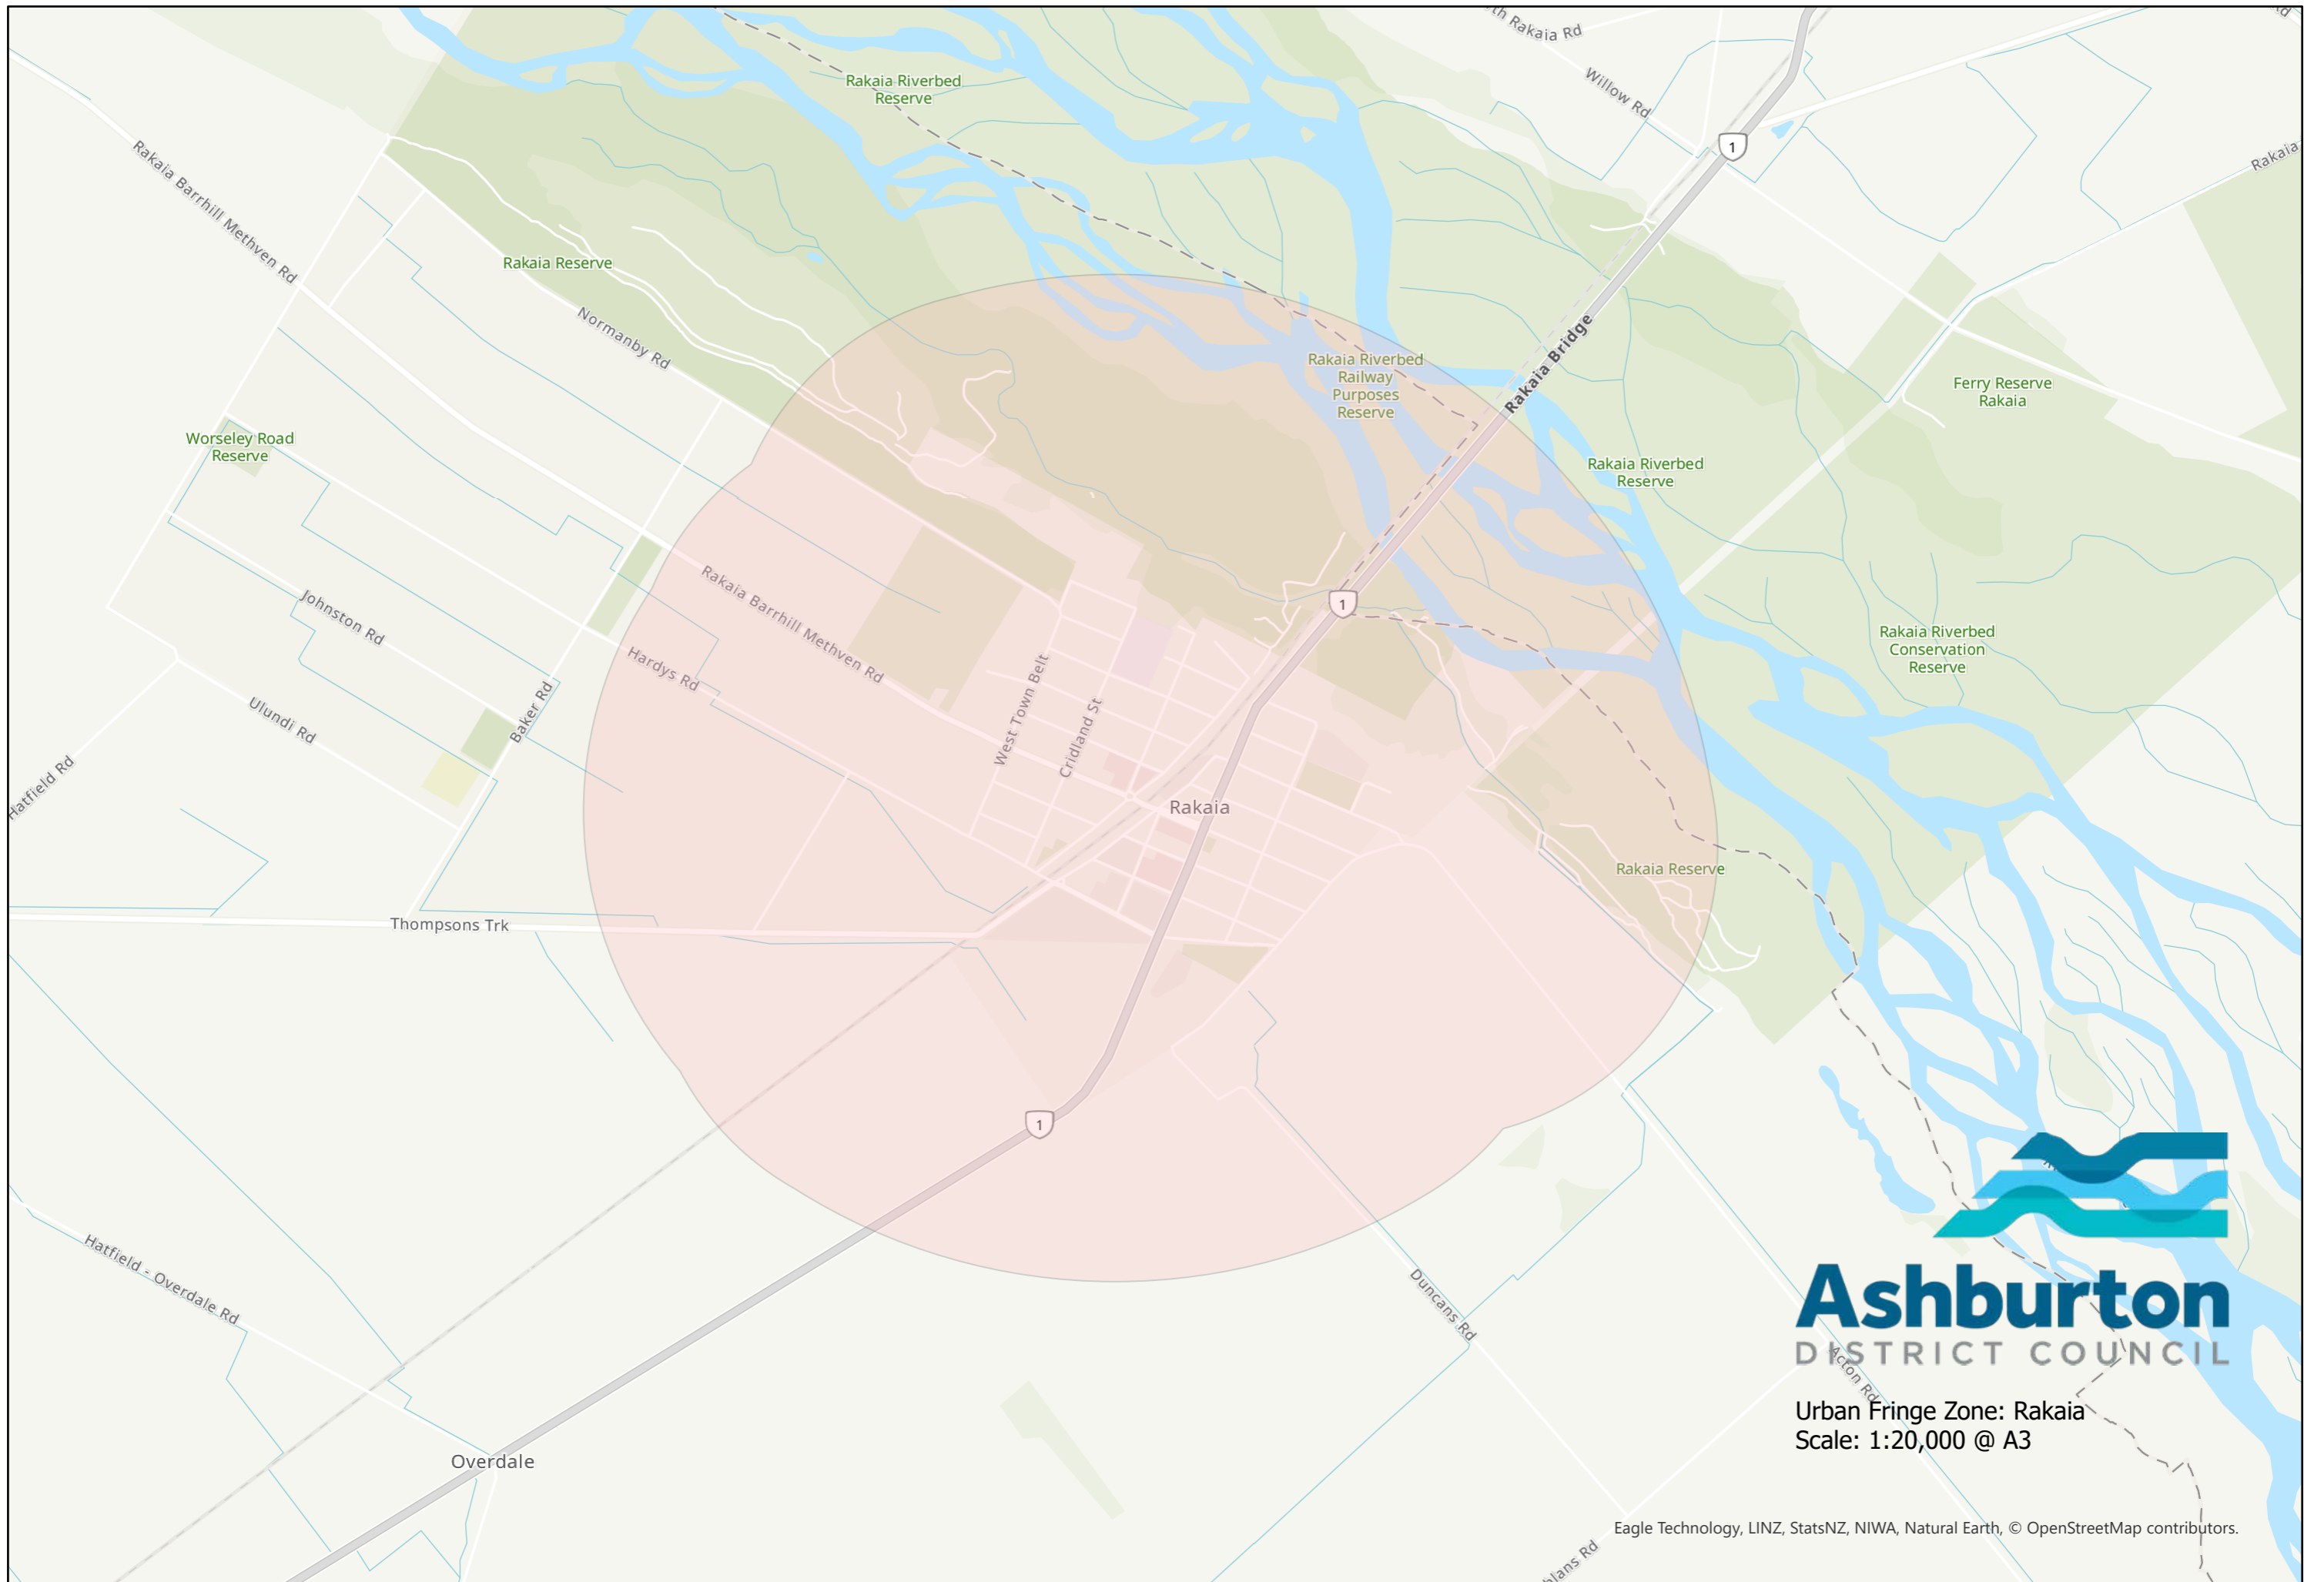 Rakaia Rd
Rd
Rakaia Riverbed
Reserve
Willow Rd
1
Rakaia
Rakaia Barrhill Methven Rd
Rakaia Reserve
Normanby Rd
Rakaia Bridge
Rakaia Riverbed
Railway
Purposes
Reserve
Ferry Reserve
Rakaia
Worseley Road
Reserve
Rakaia Riverbed
Reserve
Rakaia Barrhill Methven Rd
Johnston Rd
1
Rakaia Riverbed
Conservation
Reserve
Hardys Rd
West Town Belt
Cridland St
Baker Rd
Ulundi Rd
Hatfield Rd
Rakaia
Rakaia Reserve
Thompsons Trk
1
Hatfield - Overdale Rd
Duncans Rd
Ashburton
DISTRICT COUNCIL
Acton Rd
Urban Fringe Zone: Rakaia
Scale: 1:20,000 @ A3
Overdale
Eagle Technology, LINZ, StatsNZ, NIWA, Natural Earth, © OpenStreetMap contributors.
Rd